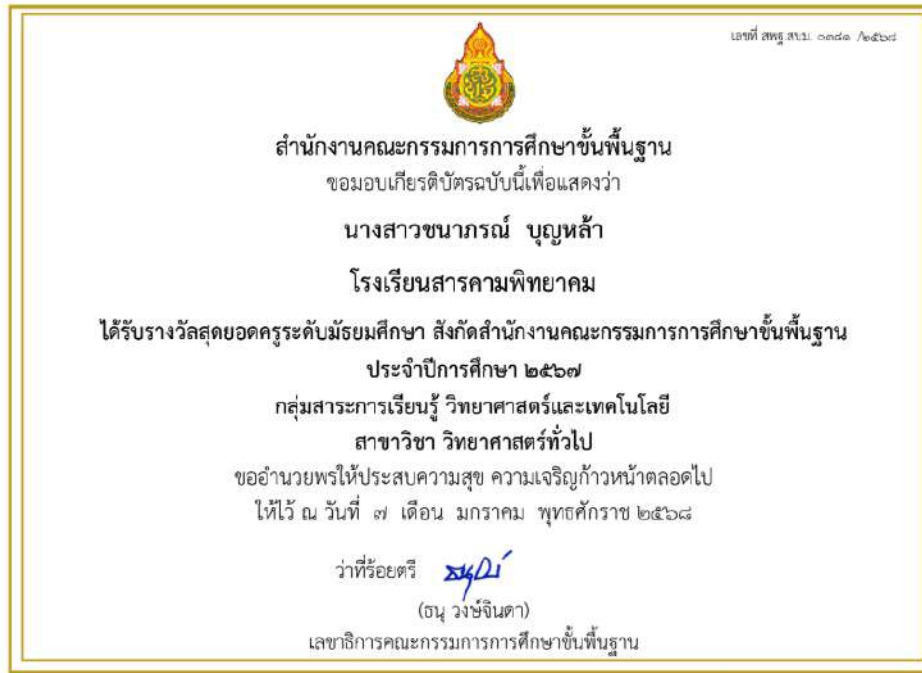 เลขที่ สพฐ.สบม. ๐๓๘๑ /๒๕๖๘
สำนักงานคณะกรรมการการศึกษาขั้นพื้นฐาน
ขอมอบเกียรติบัตรฉบับนี้เพื่อแสดงว่า
นางสาวชนาภรณ์ บุญหล้า
โรงเรียนสารคามพิทยาคม
ได้รับรางวัลสุดยอดครูระดับมัธยมศึกษา สังกัดสำนักงานคณะกรรมการการศึกษาขั้นพื้นฐาน
ประจำปีการศึกษา ๒๕๖๗
กลุ่มสาระการเรียนรู้ วิทยาศาสตร์และเทคโนโลยี
สาขาวิชา วิทยาศาสตร์ทั่วไป
ขออำนวยพรให้ประสบความสุข ความเจริญก้าวหน้าตลอดไป
ให้ไว้ ณ วันที่ ๗ เดือน มกราคม พุทธศักราช ๒๕๖๘
ว่าที่ร้อยตรี
(ธนุ วงษ์จินดา)
เลขาธิการคณะกรรมการการศึกษาขั้นพื้นฐาน